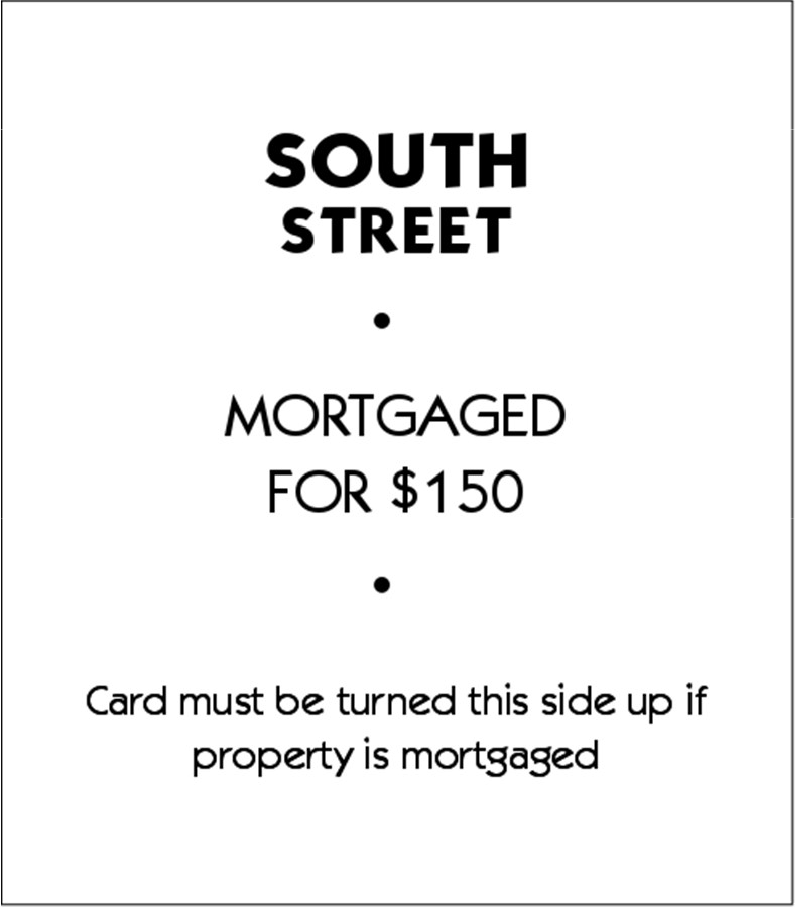 SOUTH
STREET
•
MORTGAGED
FOR $150
•
Card must be turned this side up if
property is mortgaged